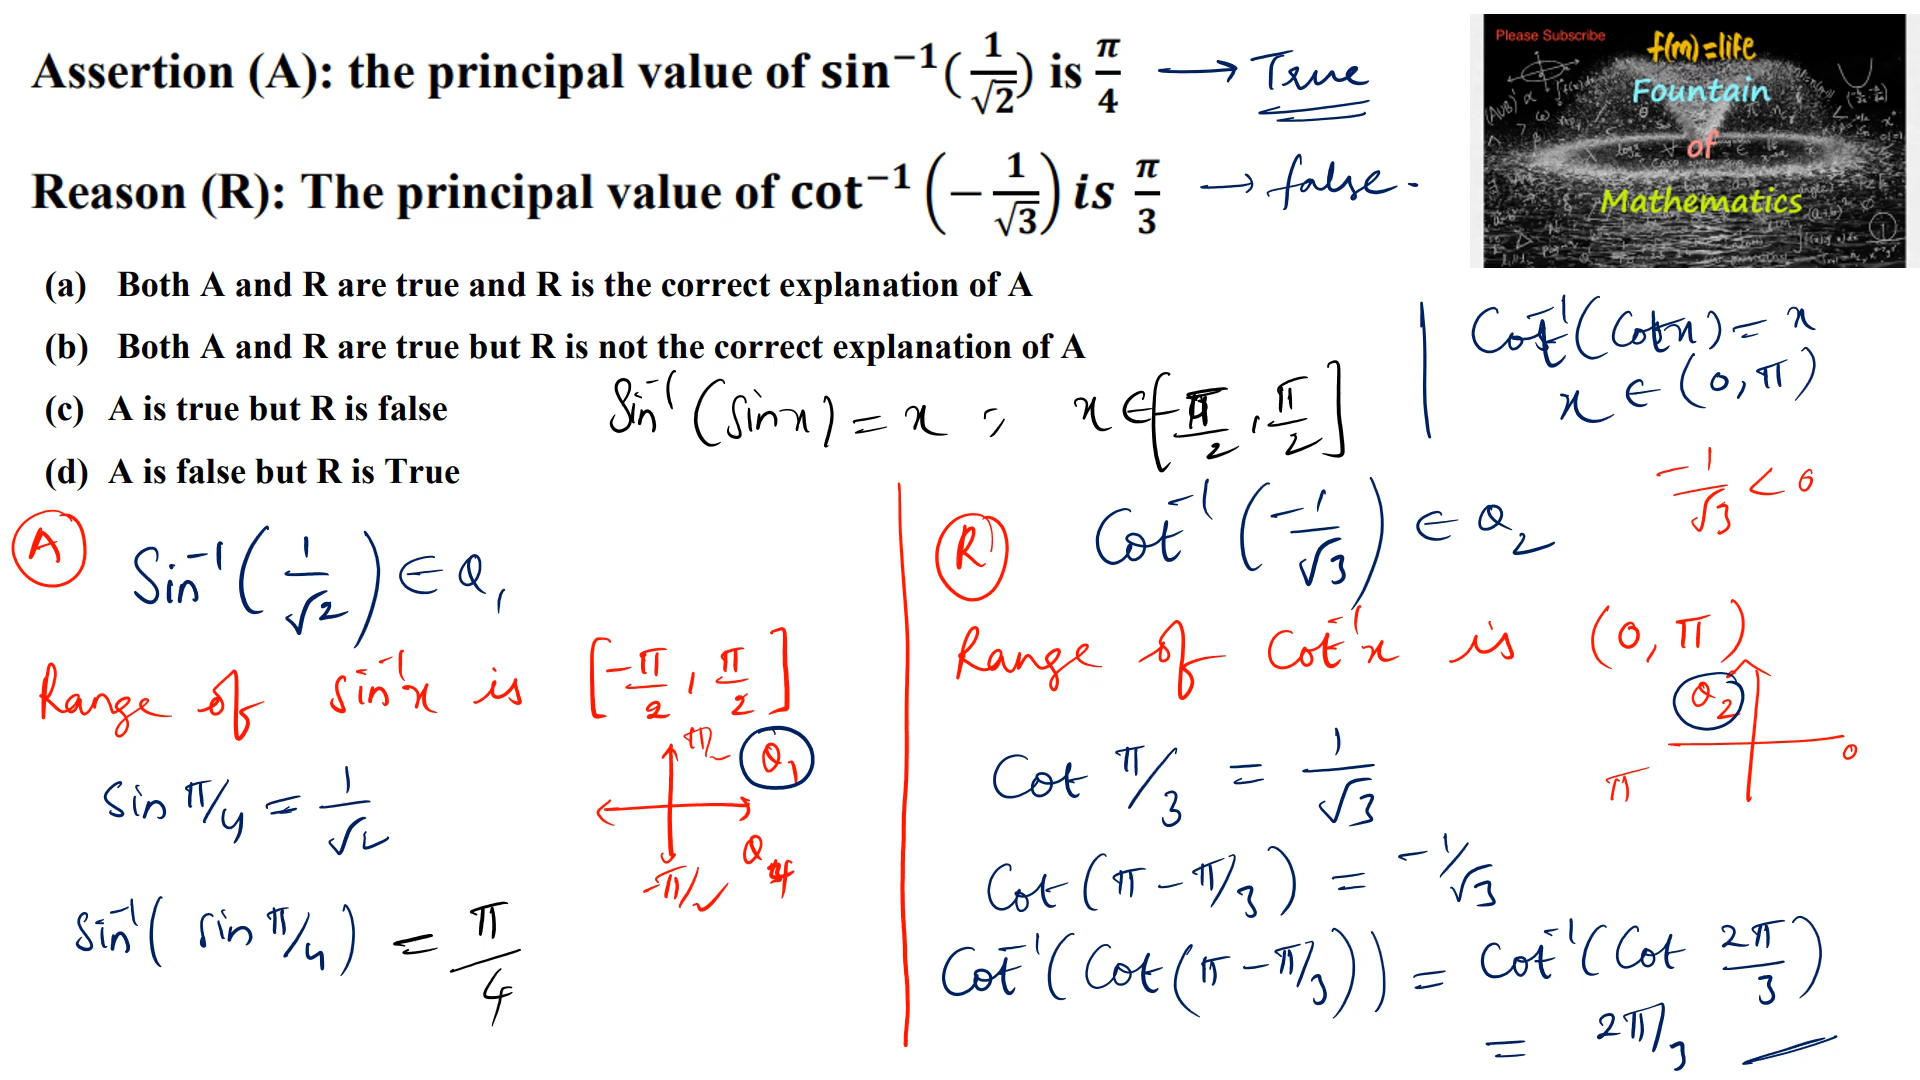 Assertion (A): the principal value of sin⁻¹(1/√2) is π/4 → True
Reason (R): The principal value of cot⁻¹(−1/√3) is π/3 → false.
(a) Both A and R are true and R is the correct explanation of A
(b) Both A and R are true but R is not the correct explanation of A
(c) A is true but R is false
(d) A is false but R is True
Please Subscribe
f(m)=life
Fountain
of
Mathematics
Sin⁻¹(Sin x) = x, x ∈ [-π/2, π/2]
Cot⁻¹(Cot x) = x
x ∈ (0, π)
-1/√3 < 0
A
Sin⁻¹(1/√2) ∈ Q₁
Range of sin⁻¹x is [-π/2, π/2]
π/2 Q₁
Sin π/4 = 1/√2
-π/2 Q4
Sin⁻¹(sin π/4) = π/4
R
Cot⁻¹(-1/√3) ∈ Q₂
Range of Cot⁻¹x is (0, π)
Q₂
π 0
Cot π/3 = 1/√3
Cot(π − π/3) = -1/√3
Cot⁻¹(Cot(π − π/3)) = Cot⁻¹(Cot 2π/3)
= 2π/3